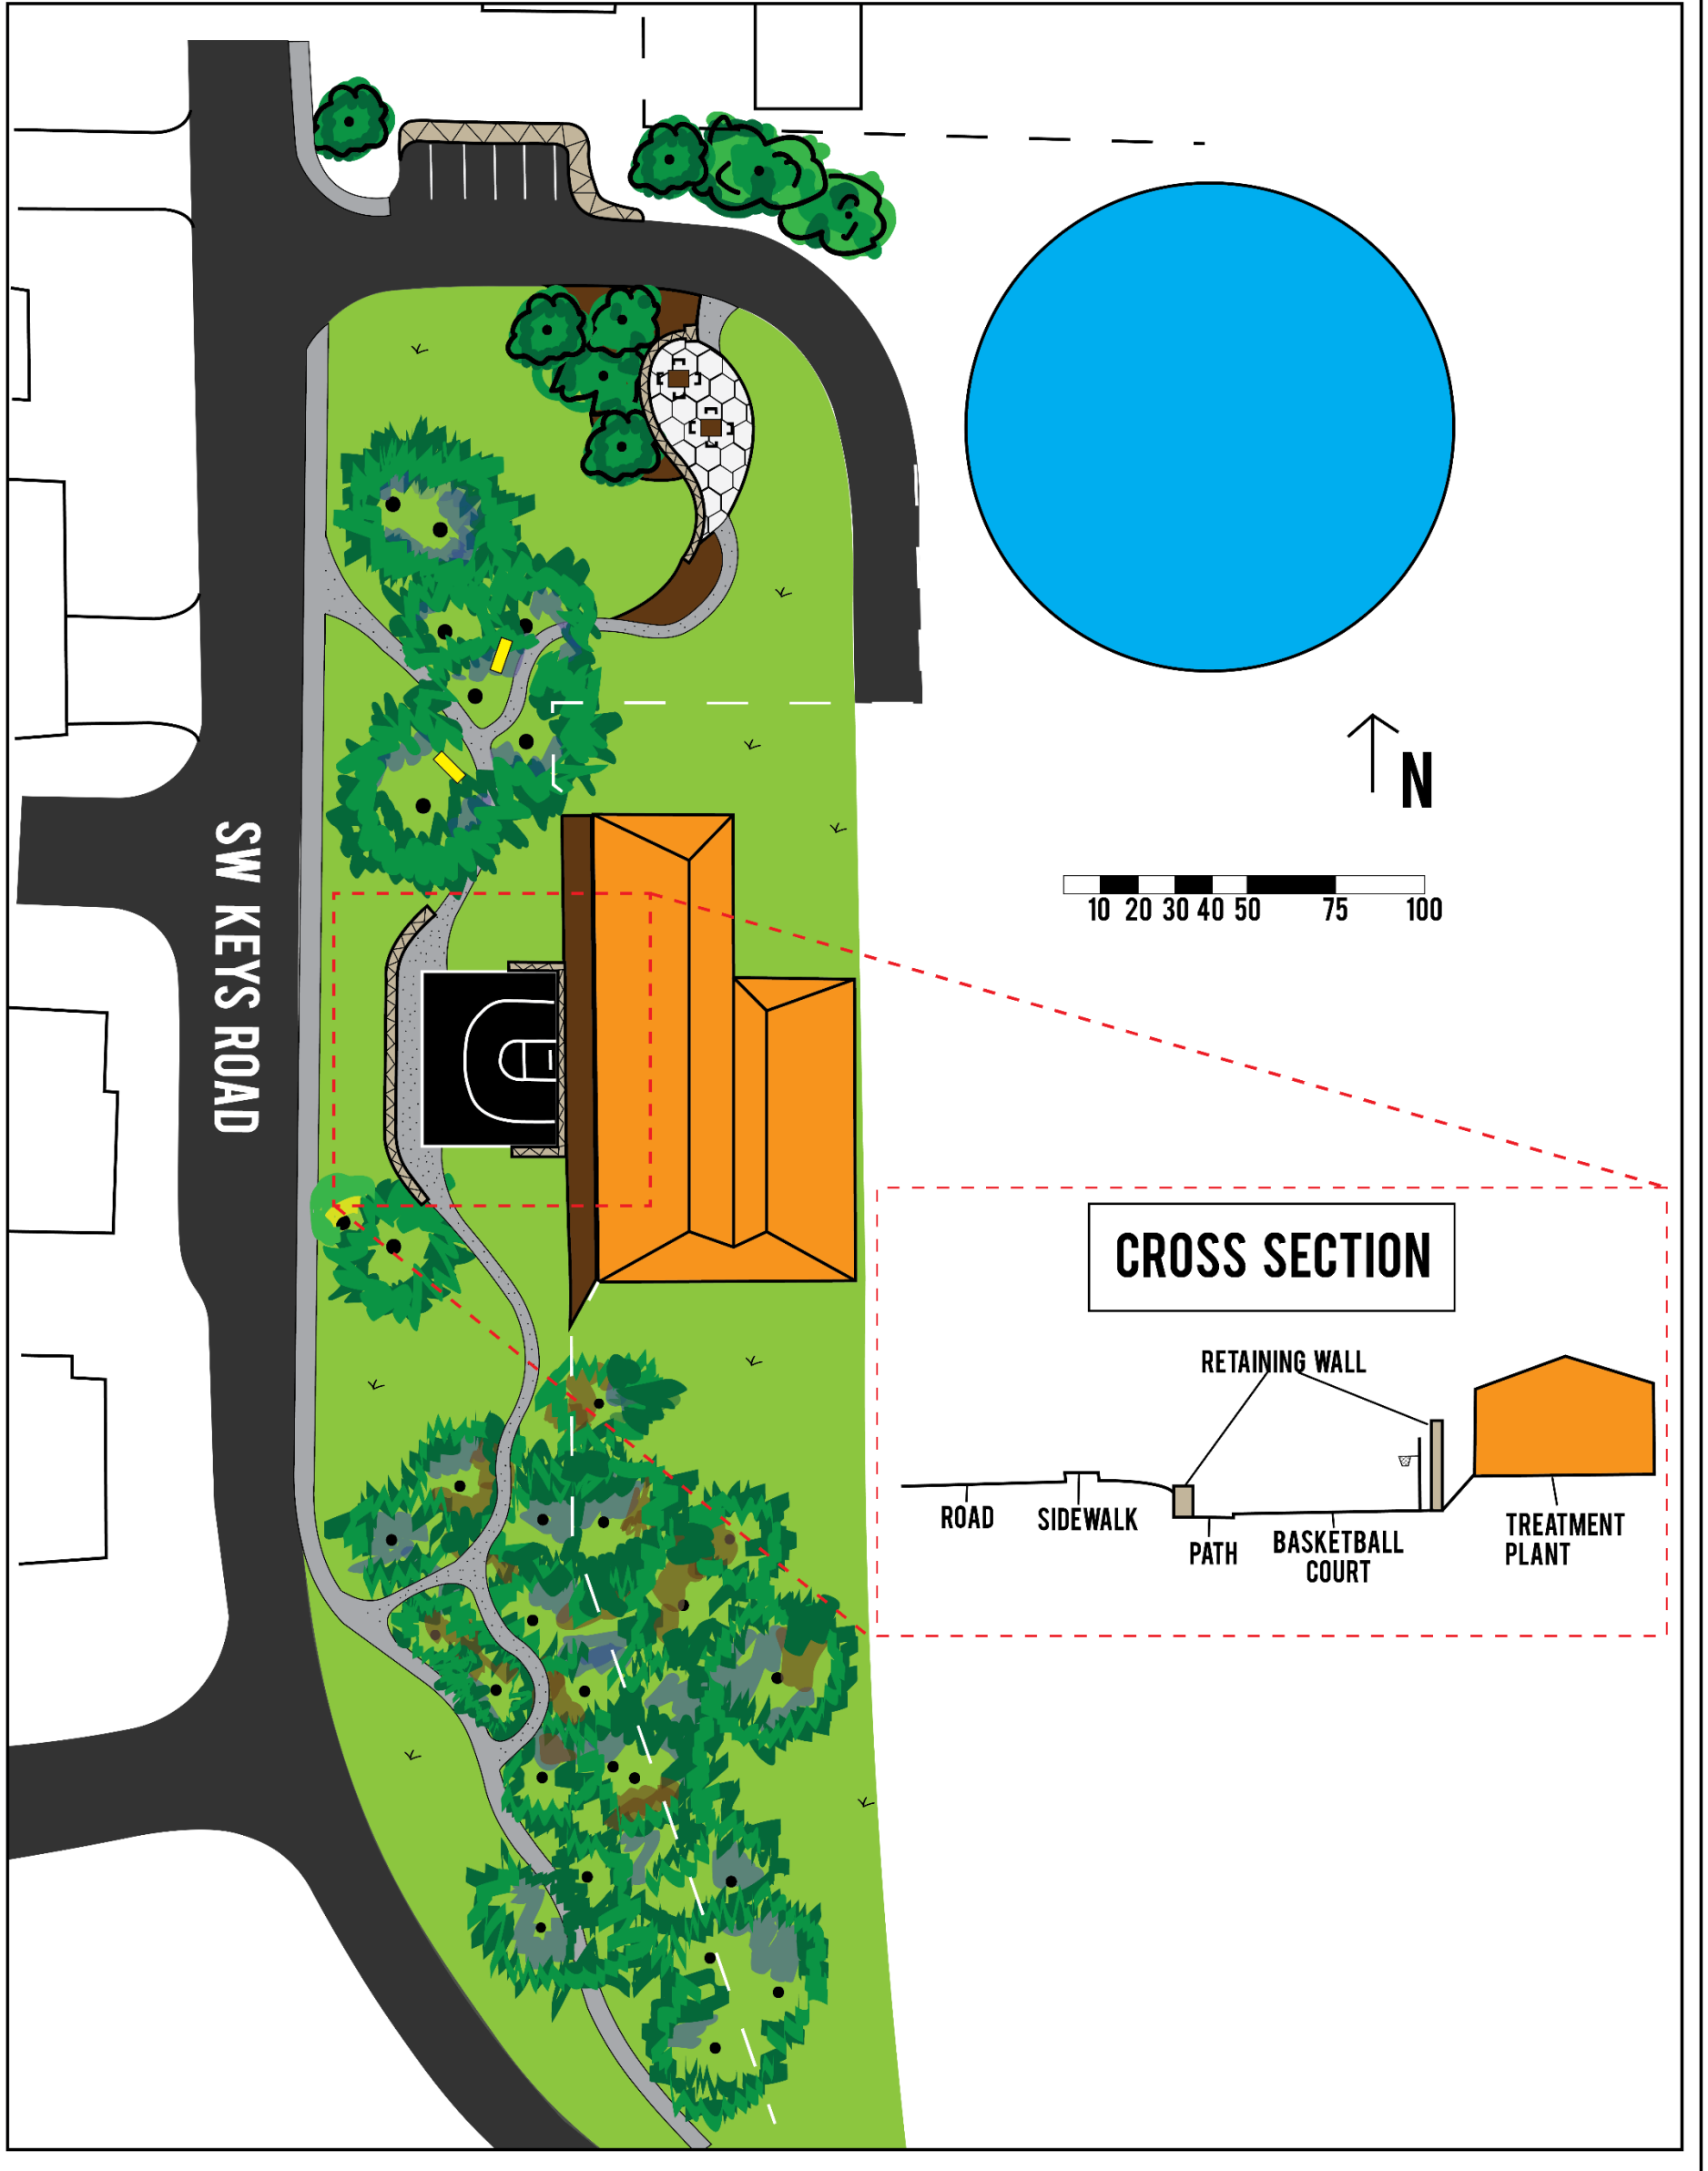 SW KEYS ROAD
N
10 20 30 40 50 75 100
CROSS SECTION
RETAINING WALL
ROAD
SIDEWALK
PATH
BASKETBALL
COURT
TREATMENT
PLANT